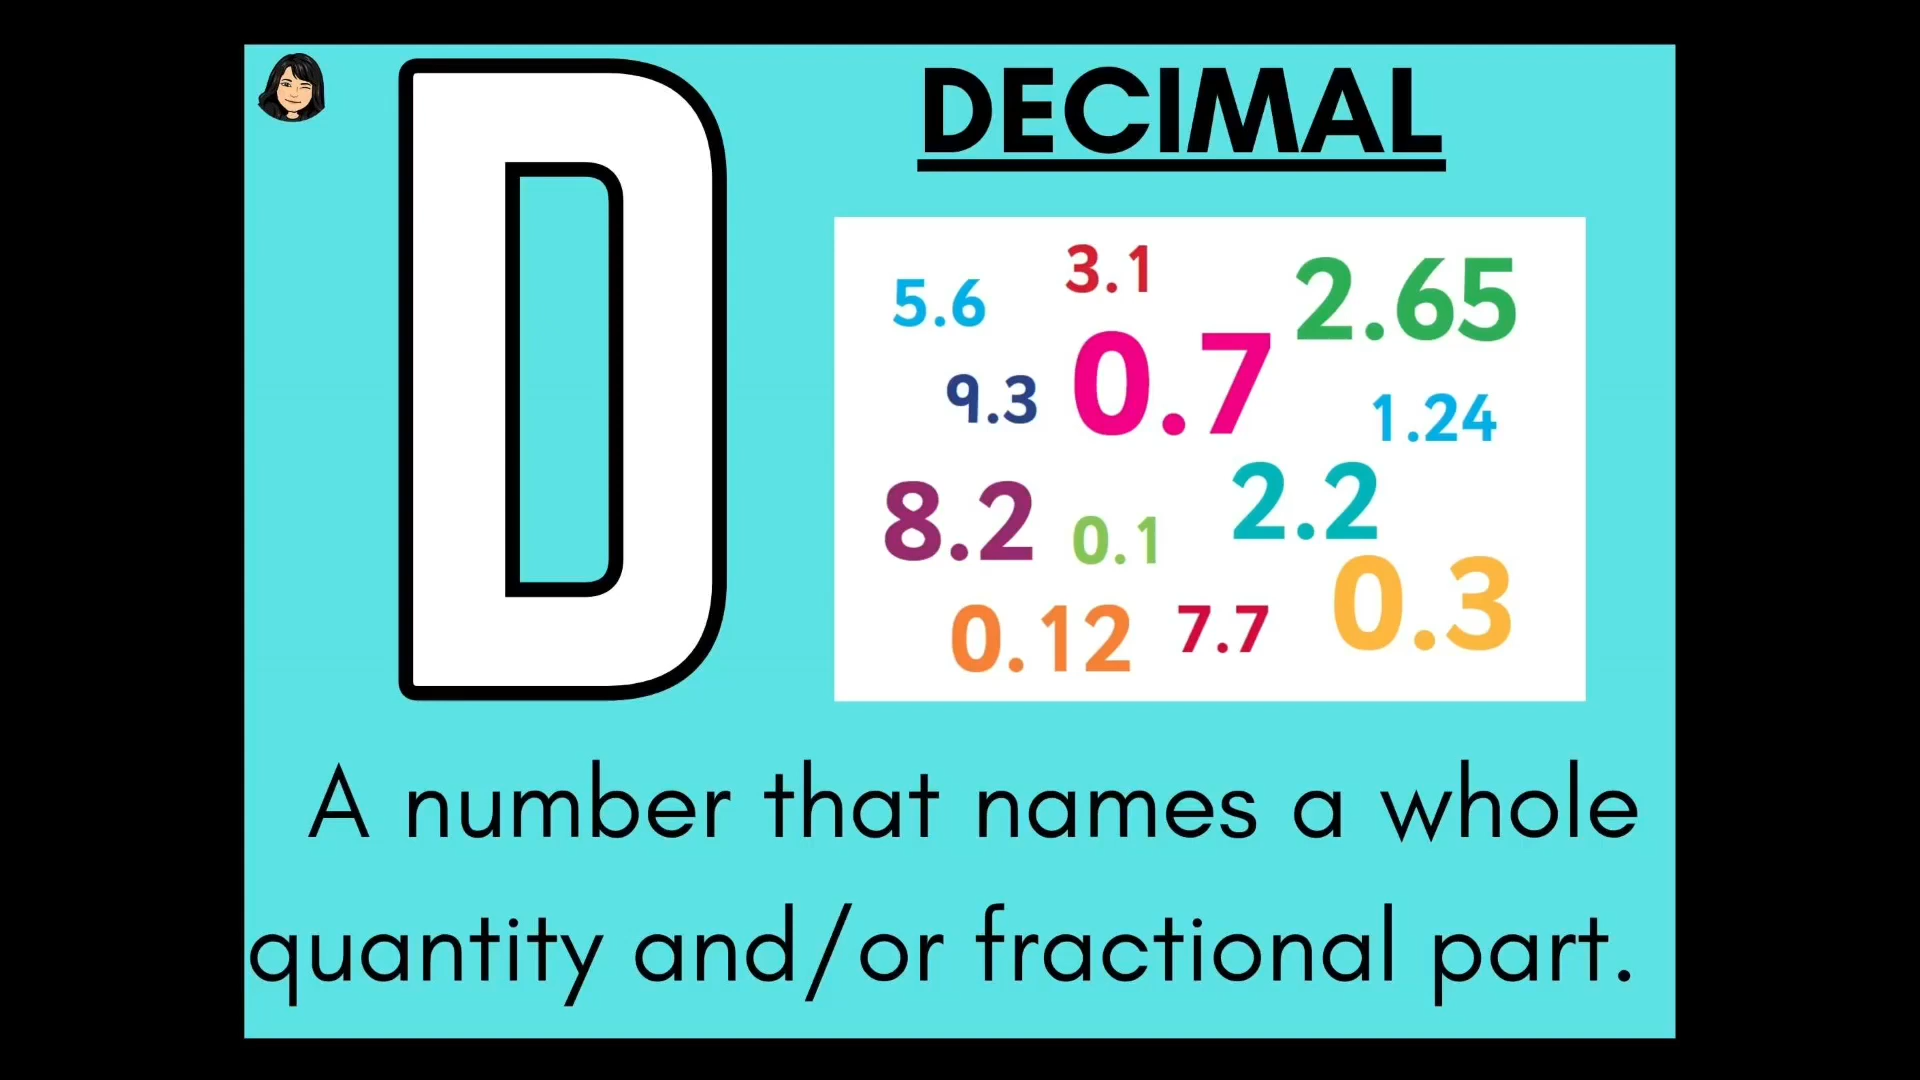 D
DECIMAL
5.6 3.1 2.65
9.3 0.7 1.24
8.2 0.1 2.2
0.12 7.7 0.3
A number that names a whole
quantity and/or fractional part.